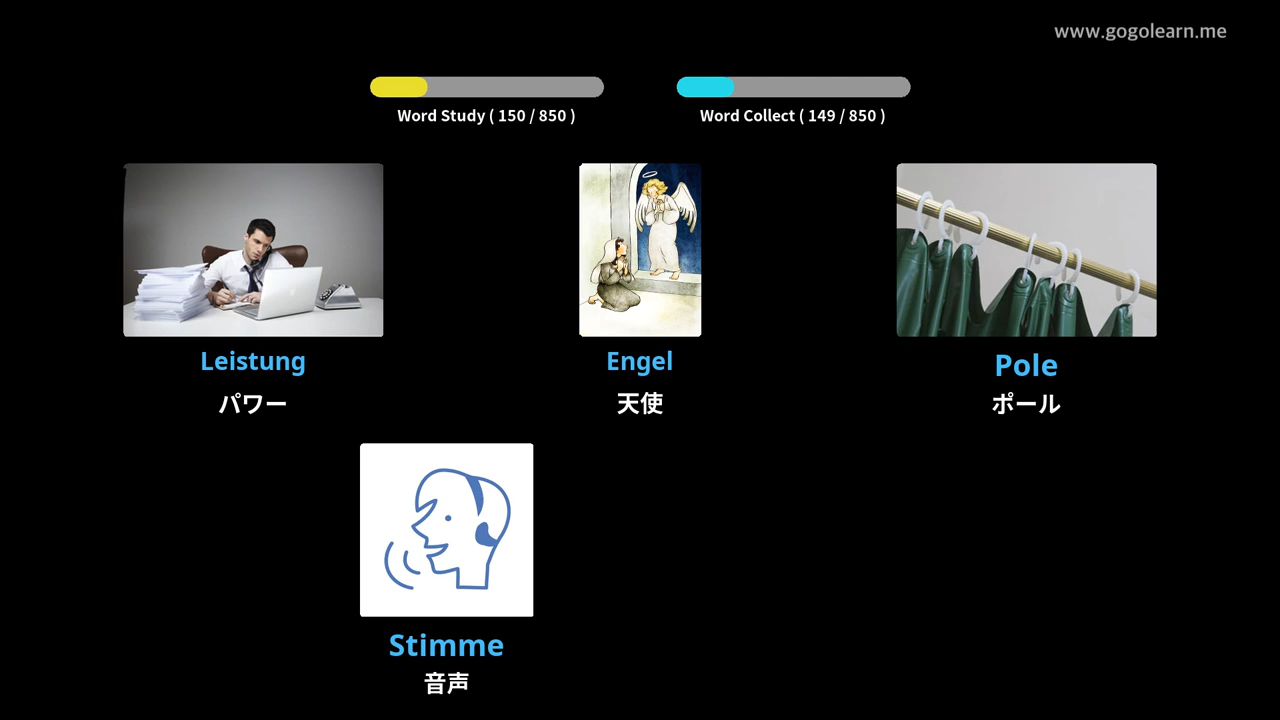 www.gogolearn.me
Word Study ( 150 / 850 )
Word Collect ( 149 / 850 )
Leistung
パワー
Engel
天使
Pole
ポール
Stimme
音声